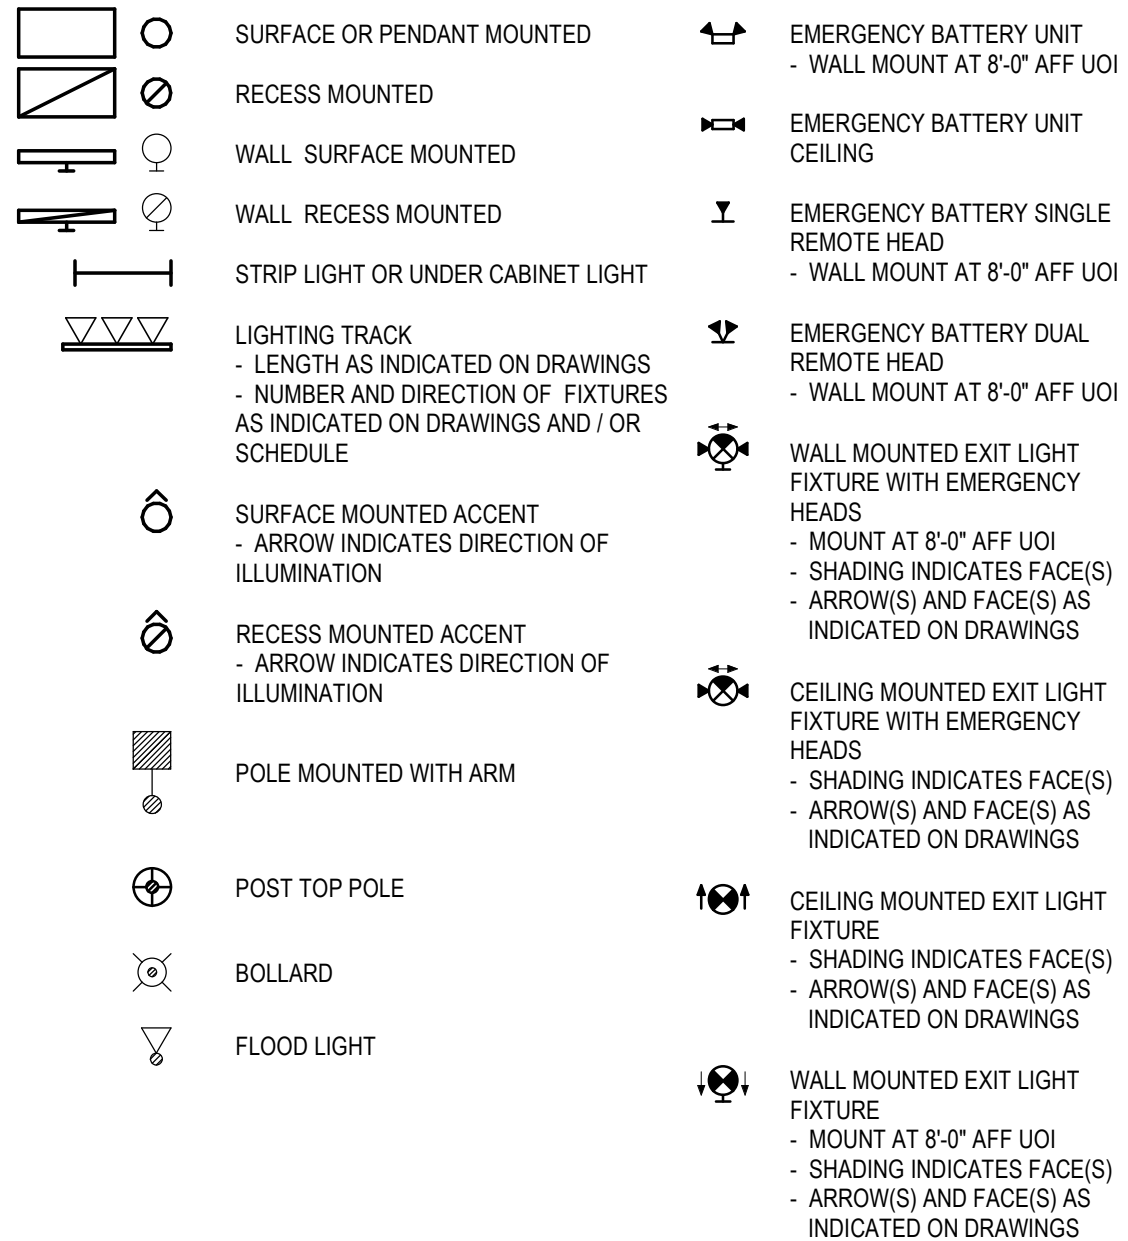 SURFACE OR PENDANT MOUNTED
RECESS MOUNTED
WALL SURFACE MOUNTED
WALL RECESS MOUNTED
STRIP LIGHT OR UNDER CABINET LIGHT
LIGHTING TRACK
- LENGTH AS INDICATED ON DRAWINGS
- NUMBER AND DIRECTION OF FIXTURES
AS INDICATED ON DRAWINGS AND / OR
SCHEDULE
SURFACE MOUNTED ACCENT
- ARROW INDICATES DIRECTION OF
ILLUMINATION
RECESS MOUNTED ACCENT
- ARROW INDICATES DIRECTION OF
ILLUMINATION
POLE MOUNTED WITH ARM
POST TOP POLE
BOLLARD
FLOOD LIGHT
EMERGENCY BATTERY UNIT
- WALL MOUNT AT 8'-0" AFF UOI
EMERGENCY BATTERY UNIT
CEILING
EMERGENCY BATTERY SINGLE
REMOTE HEAD
- WALL MOUNT AT 8'-0" AFF UOI
EMERGENCY BATTERY DUAL
REMOTE HEAD
- WALL MOUNT AT 8'-0" AFF UOI
WALL MOUNTED EXIT LIGHT
FIXTURE WITH EMERGENCY
HEADS
- MOUNT AT 8'-0" AFF UOI
- SHADING INDICATES FACE(S)
- ARROW(S) AND FACE(S) AS
INDICATED ON DRAWINGS
CEILING MOUNTED EXIT LIGHT
FIXTURE WITH EMERGENCY
HEADS
- SHADING INDICATES FACE(S)
- ARROW(S) AND FACE(S) AS
INDICATED ON DRAWINGS
CEILING MOUNTED EXIT LIGHT
FIXTURE
- SHADING INDICATES FACE(S)
- ARROW(S) AND FACE(S) AS
INDICATED ON DRAWINGS
WALL MOUNTED EXIT LIGHT
FIXTURE
- MOUNT AT 8'-0" AFF UOI
- SHADING INDICATES FACE(S)
- ARROW(S) AND FACE(S) AS
INDICATED ON DRAWINGS